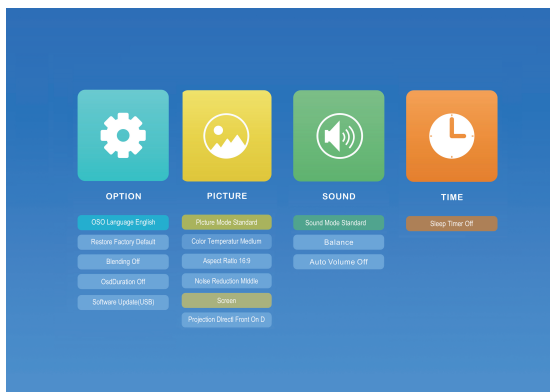 OPTION
PICTURE
SOUND
TIME
OSO Language English
Picture Mode Standard
Sound Mode Standard
Sleep Timer Off
Restore Factory Default
Color Temperatur Medium
Balance
Blending Off
Aspect Ratio 16:9
Auto Volume Off
OsdDuration Off
Noise Reduction Middle
Software Update(USB)
Screen
Projection Directl Front On D